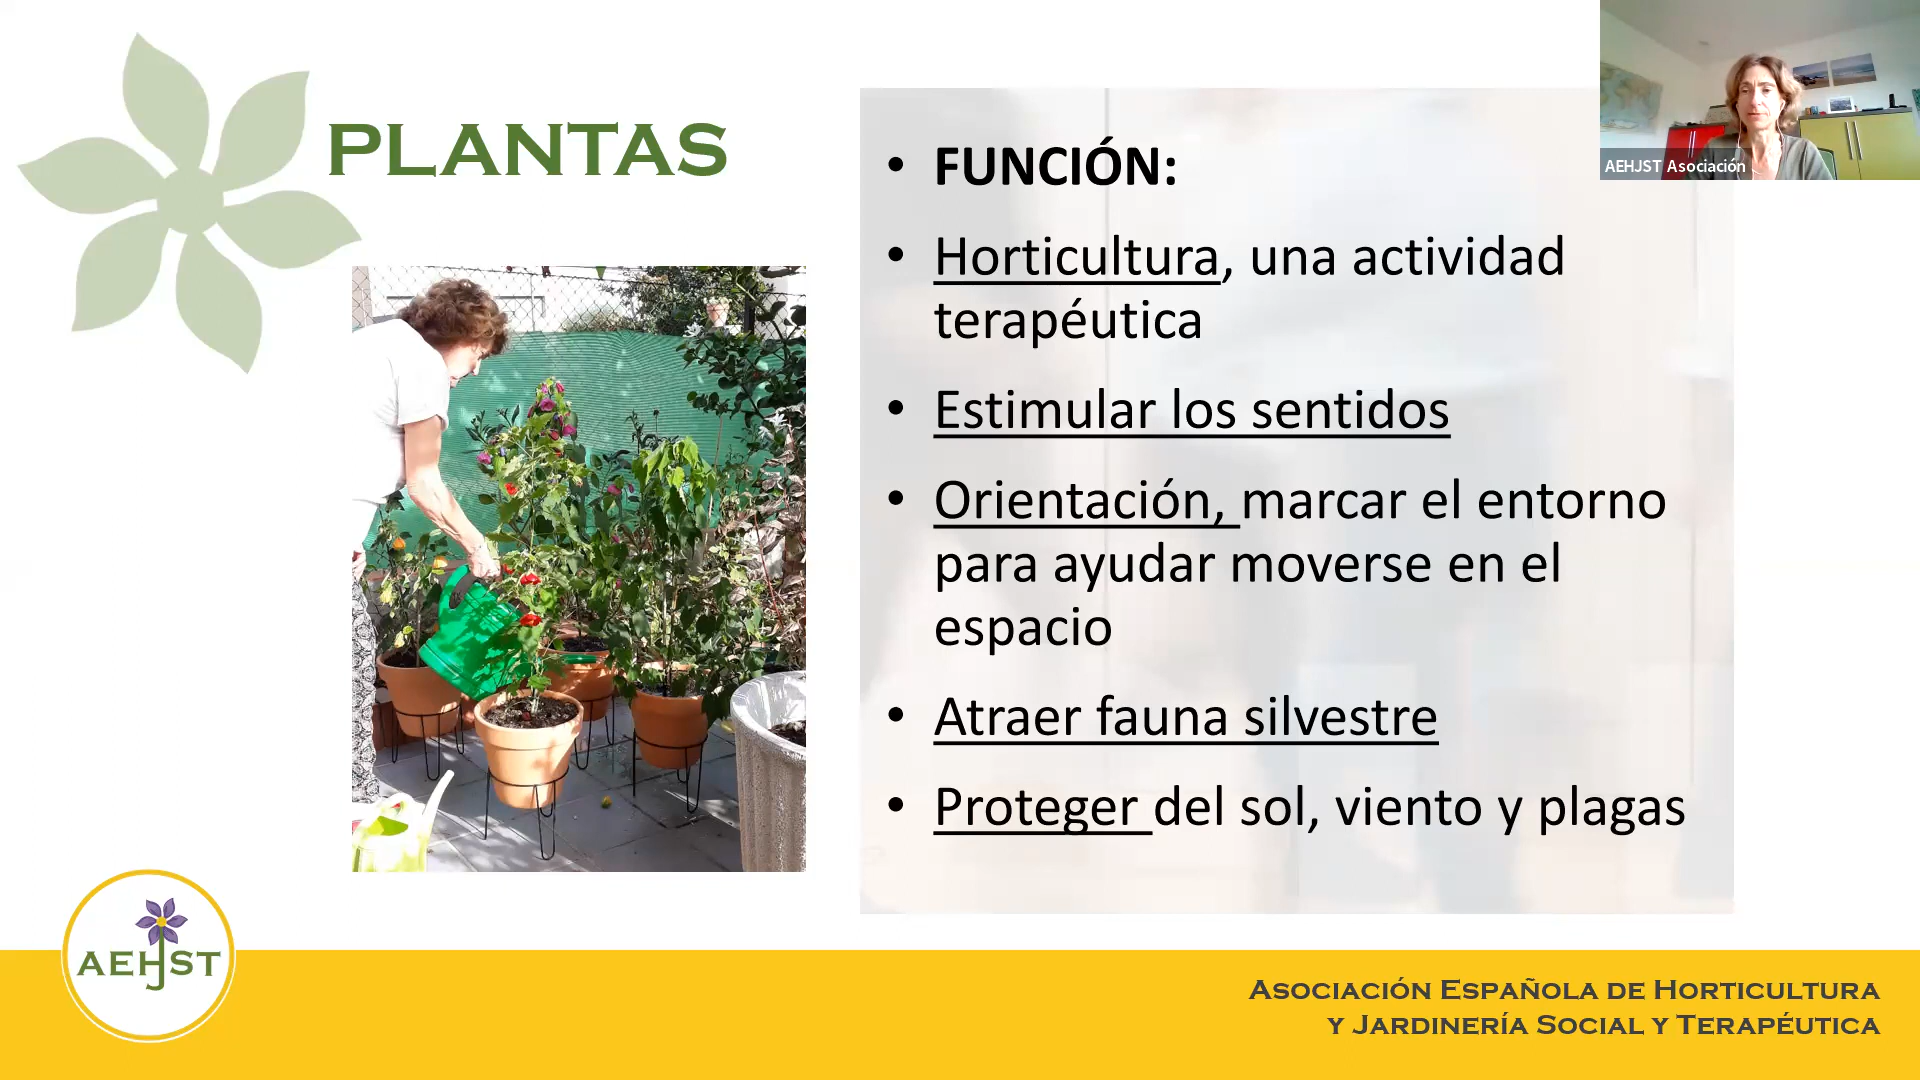 PLANTAS
• FUNCIÓN:
• Horticultura, una actividad
terapéutica
• Estimular los sentidos
• Orientación, marcar el entorno
para ayudar moverse en el
espacio
• Atraer fauna silvestre
• Proteger del sol, viento y plagas
AEHJST Asociación
AEHJST
Asociación Española de Horticultura
y Jardinería Social y Terapéutica